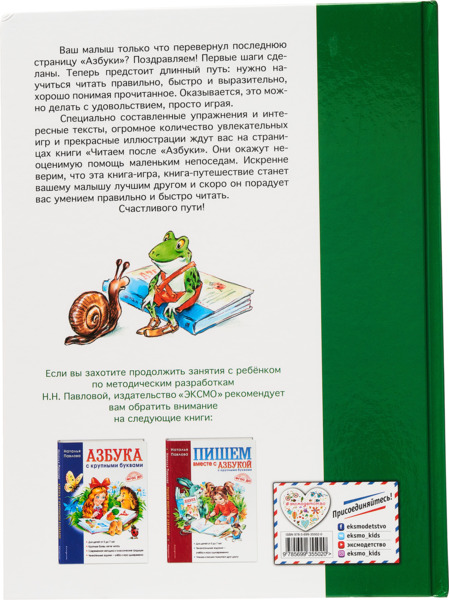 Ваш малыш только что перевернул последнюю
страницу «Азбуки»? Поздравляем! Первые шаги сде-
ланы. Теперь предстоит длинный путь: нужно на-
учиться читать правильно, быстро и выразительно,
хорошо понимая прочитанное. Оказывается, это мож-
но делать с удовольствием, просто играя.
Специально составленные упражнения и инте-
ресные тексты, огромное количество увлекательных
игр и прекрасные иллюстрации ждут вас на страни-
цах книги «Читаем после «Азбуки». Они окажут не-
оценимую помощь маленьким непоседам. Искренне
верим, что эта книга-игра, книга-путешествие станет
вашему малышу лучшим другом и скоро он порадует
вас умением правильно и быстро читать.
Счастливого пути!
Если вы захотите продолжить занятия с ребёнком
по методическим разработкам
Н.Н. Павловой, издательство «ЭКСМО» рекомендует
вам обратить внимание
на следующие книги:
Наталья
Павлова
АЗБУКА
с крупными буквами
Наталья
Павлова
ПИШЕМ
вместе с АЗБУКОЙ
с крупными буквами
Присоединяйтесь!
eksmodetstvo
eksmo_kids
эксмодетство
eksmo_kids
9 785699 355020 >